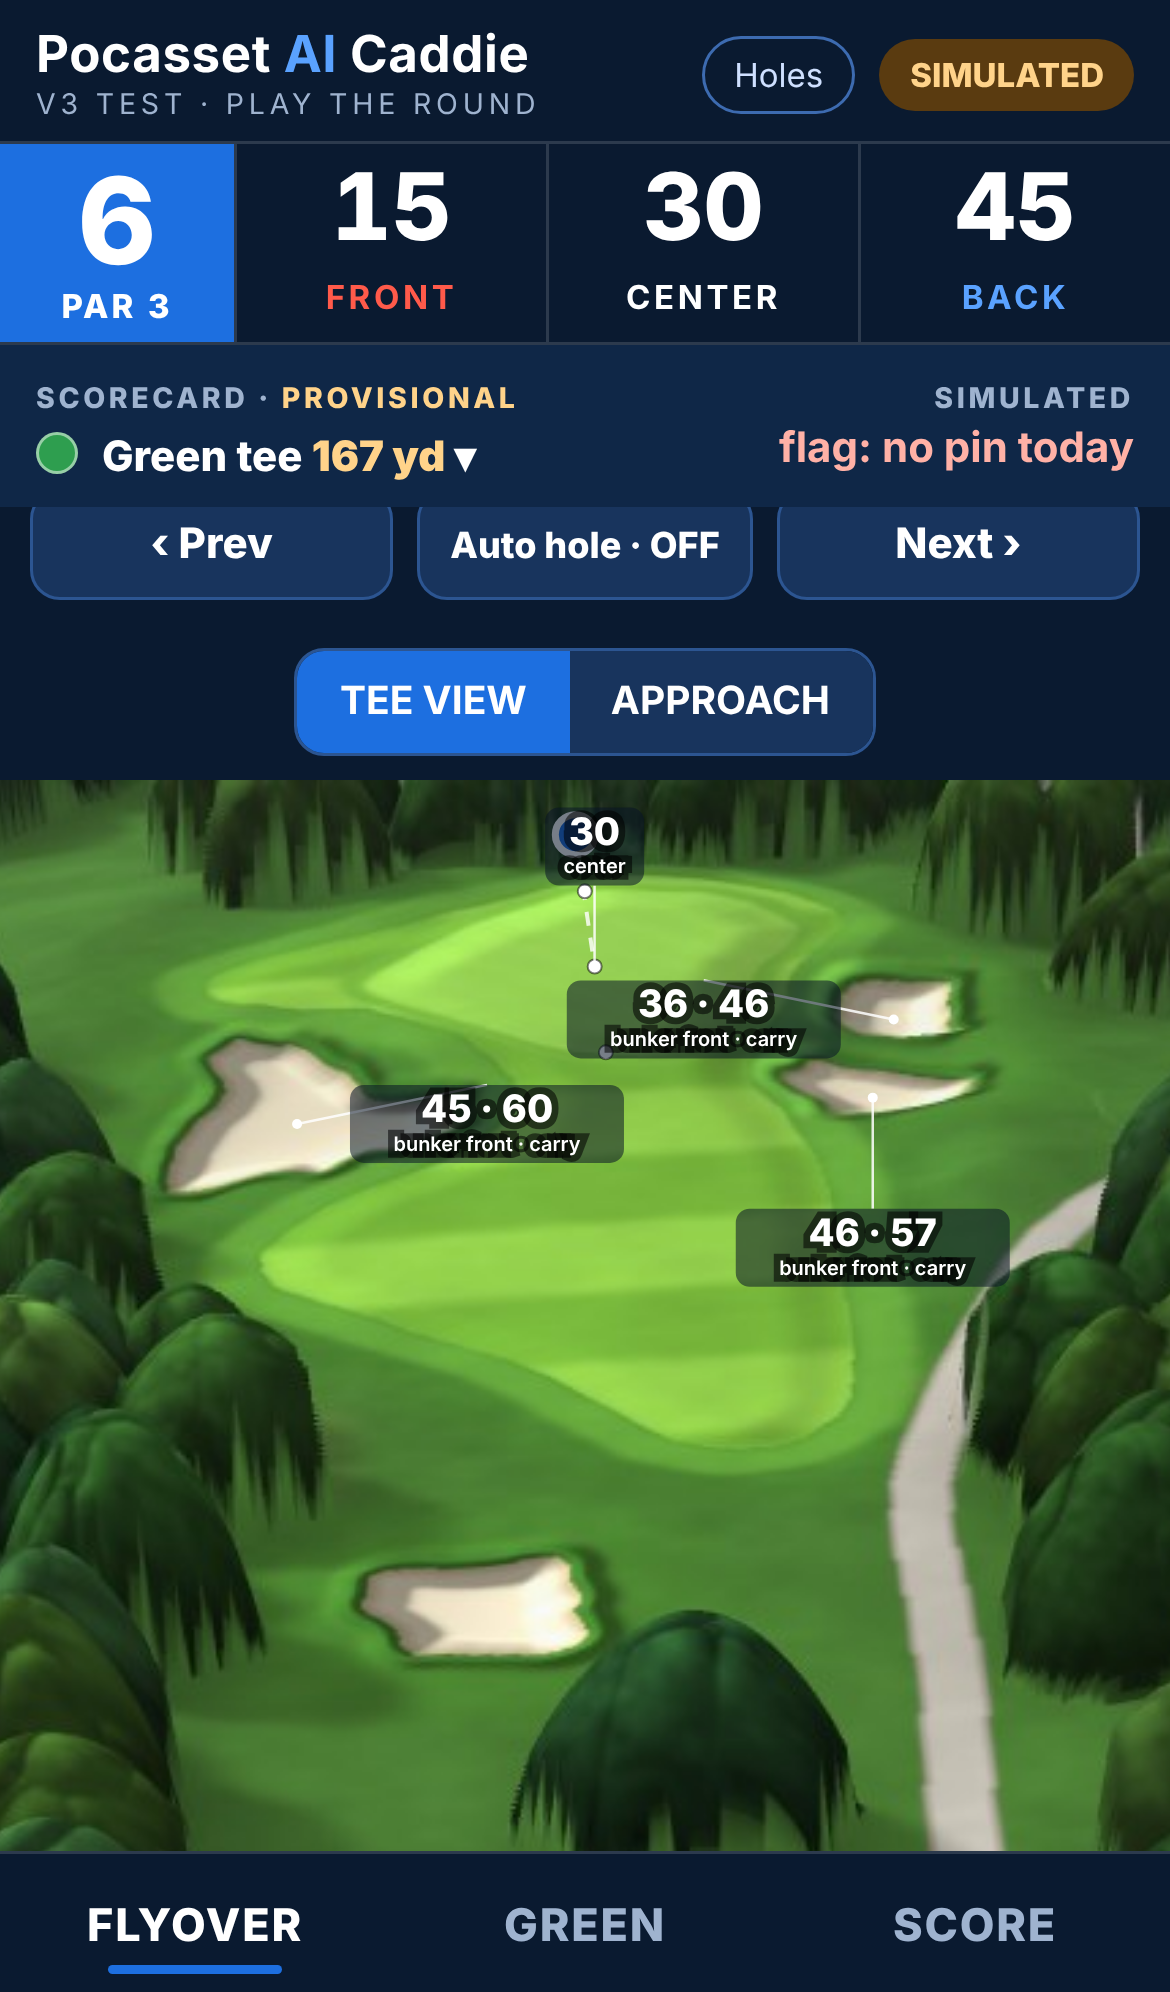 Pocasset AI Caddie
V3 TEST · PLAY THE ROUND
Holes
SIMULATED
6
PAR 3
15
FRONT
30
CENTER
45
BACK
SCORECARD · PROVISIONAL
Green tee 167 yd ▼
SIMULATED
flag: no pin today
‹ Prev
Auto hole · OFF
Next ›
TEE VIEW
APPROACH
30
center
36 · 46
bunker front · carry
45 · 60
bunker front · carry
46 · 57
bunker front · carry
FLYOVER
GREEN
SCORE